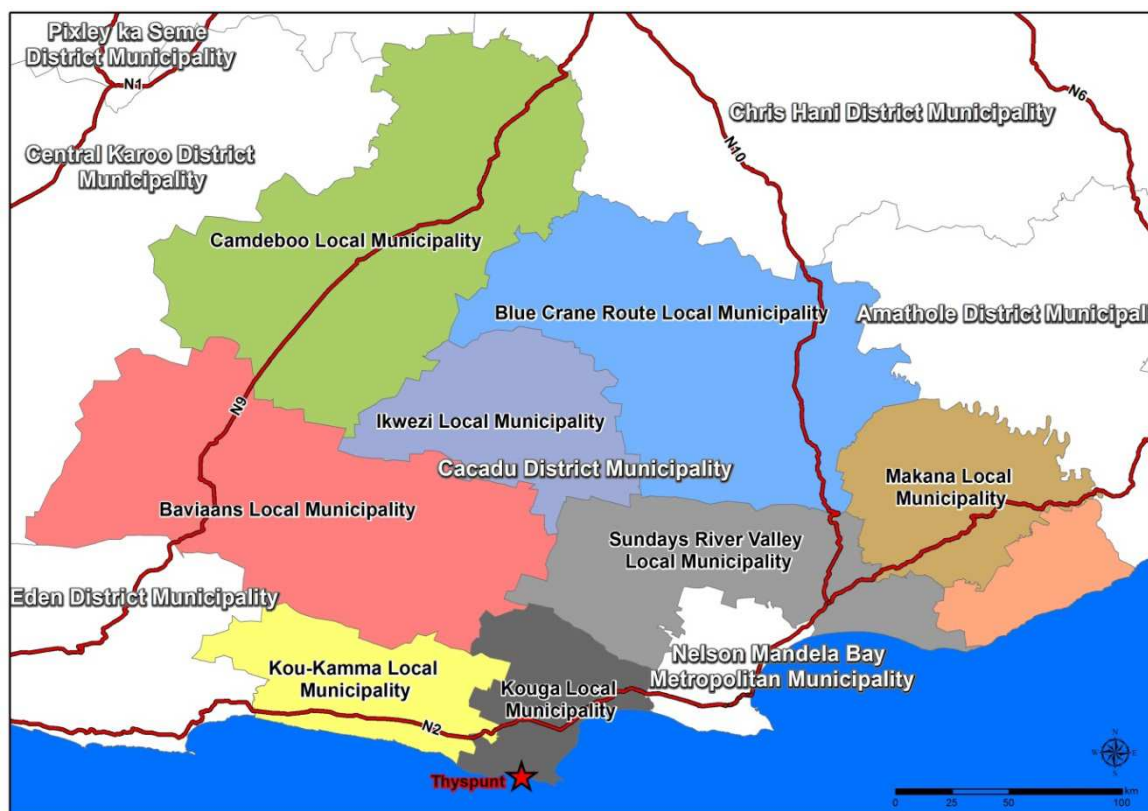 Pixley ka Seme
District Municipality
N1
N6
Chris Hani District Municipality
N10
Central Karoo District
Municipality
Camdeboo Local Municipality
Blue Crane Route Local Municipality
Amathole District Municipali
N9
Ikwezi Local Municipality
Cacadu District Municipality
Makana Local
Municipality
Baviaans Local Municipality
Sundays River Valley
Local Municipality
Eden District Municipality
Nelson Mandela Bay
Metropolitan Municipality
Kou-Kamma Local
Municipality
Kouga Local
Municipality
N2
Thyspunt
N
W
E
S
km
0 25 50 100